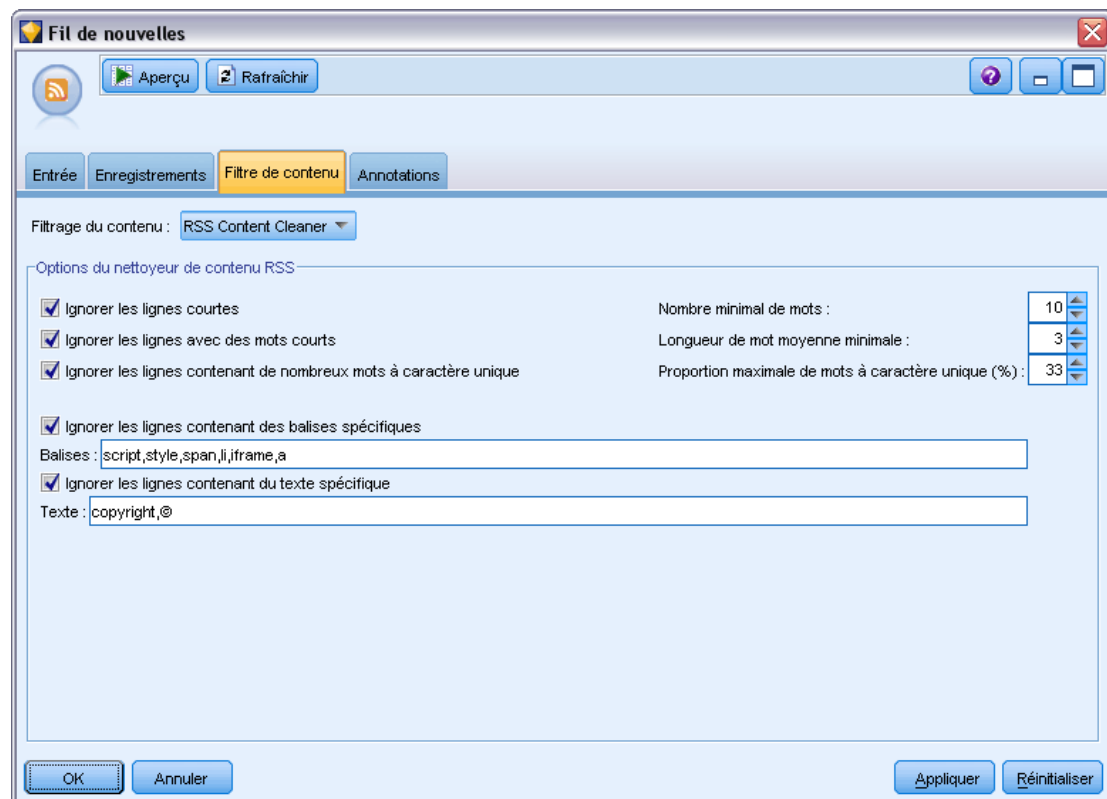 Fil de nouvelles
Aperçu Rafraîchir
Entrée Enregistrements Filtre de contenu Annotations
Filtrage du contenu : RSS Content Cleaner
Options du nettoyeur de contenu RSS
Ignorer les lignes courtes Nombre minimal de mots : 10
Ignorer les lignes avec des mots courts Longueur de mot moyenne minimale : 3
Ignorer les lignes contenant de nombreux mots à caractère unique Proportion maximale de mots à caractère unique (%) : 33
Ignorer les lignes contenant des balises spécifiques
Balises : script,style,span,li,iframe,a
Ignorer les lignes contenant du texte spécifique
Texte : copyright,©
OK Annuler Appliquer Réinitialiser